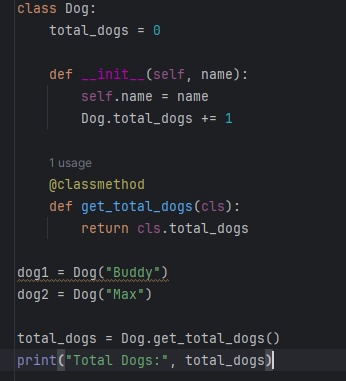 class Dog:
    total_dogs = 0

    def __init__(self, name):
        self.name = name
        Dog.total_dogs += 1

    1 usage
    @classmethod
    def get_total_dogs(cls):
        return cls.total_dogs

dog1 = Dog("Buddy")
dog2 = Dog("Max")

total_dogs = Dog.get_total_dogs()
print("Total Dogs:", total_dogs)